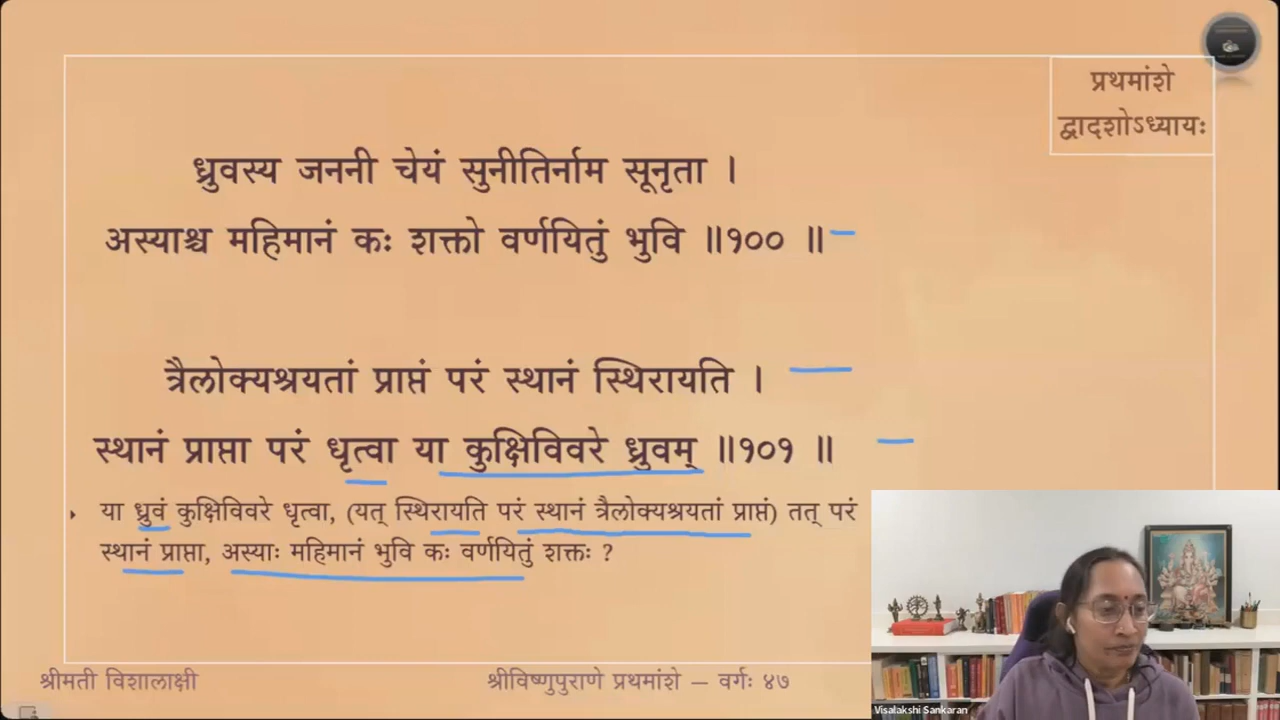 प्रथमांशे
द्वादशोऽध्यायः
ध्रुवस्य जननी चेयं सुनीतिर्नाम सूनृता ।
अस्याश्च महिमानं कः शक्तो वर्णयितुं भुवि ॥१०० ॥
त्रैलोक्यश्रयतां प्राप्तं परं स्थानं स्थिरायति ।
स्थानं प्राप्ता परं धृत्वा या कुक्षिविवरे ध्रुवम् ॥१०१ ॥
या ध्रुवं कुक्षिविवरे धृत्वा, (यत् स्थिरायति परं स्थानं त्रैलोक्यश्रयतां प्राप्तं) तत् परं
स्थानं प्राप्ता, अस्याः महिमानं भुवि कः वर्णयितुं शक्तः ?
श्रीमती विशालाक्षी
श्रीविष्णुपुराणे प्रथमांशे – वर्गः ४७
Visalakshi Sankaran